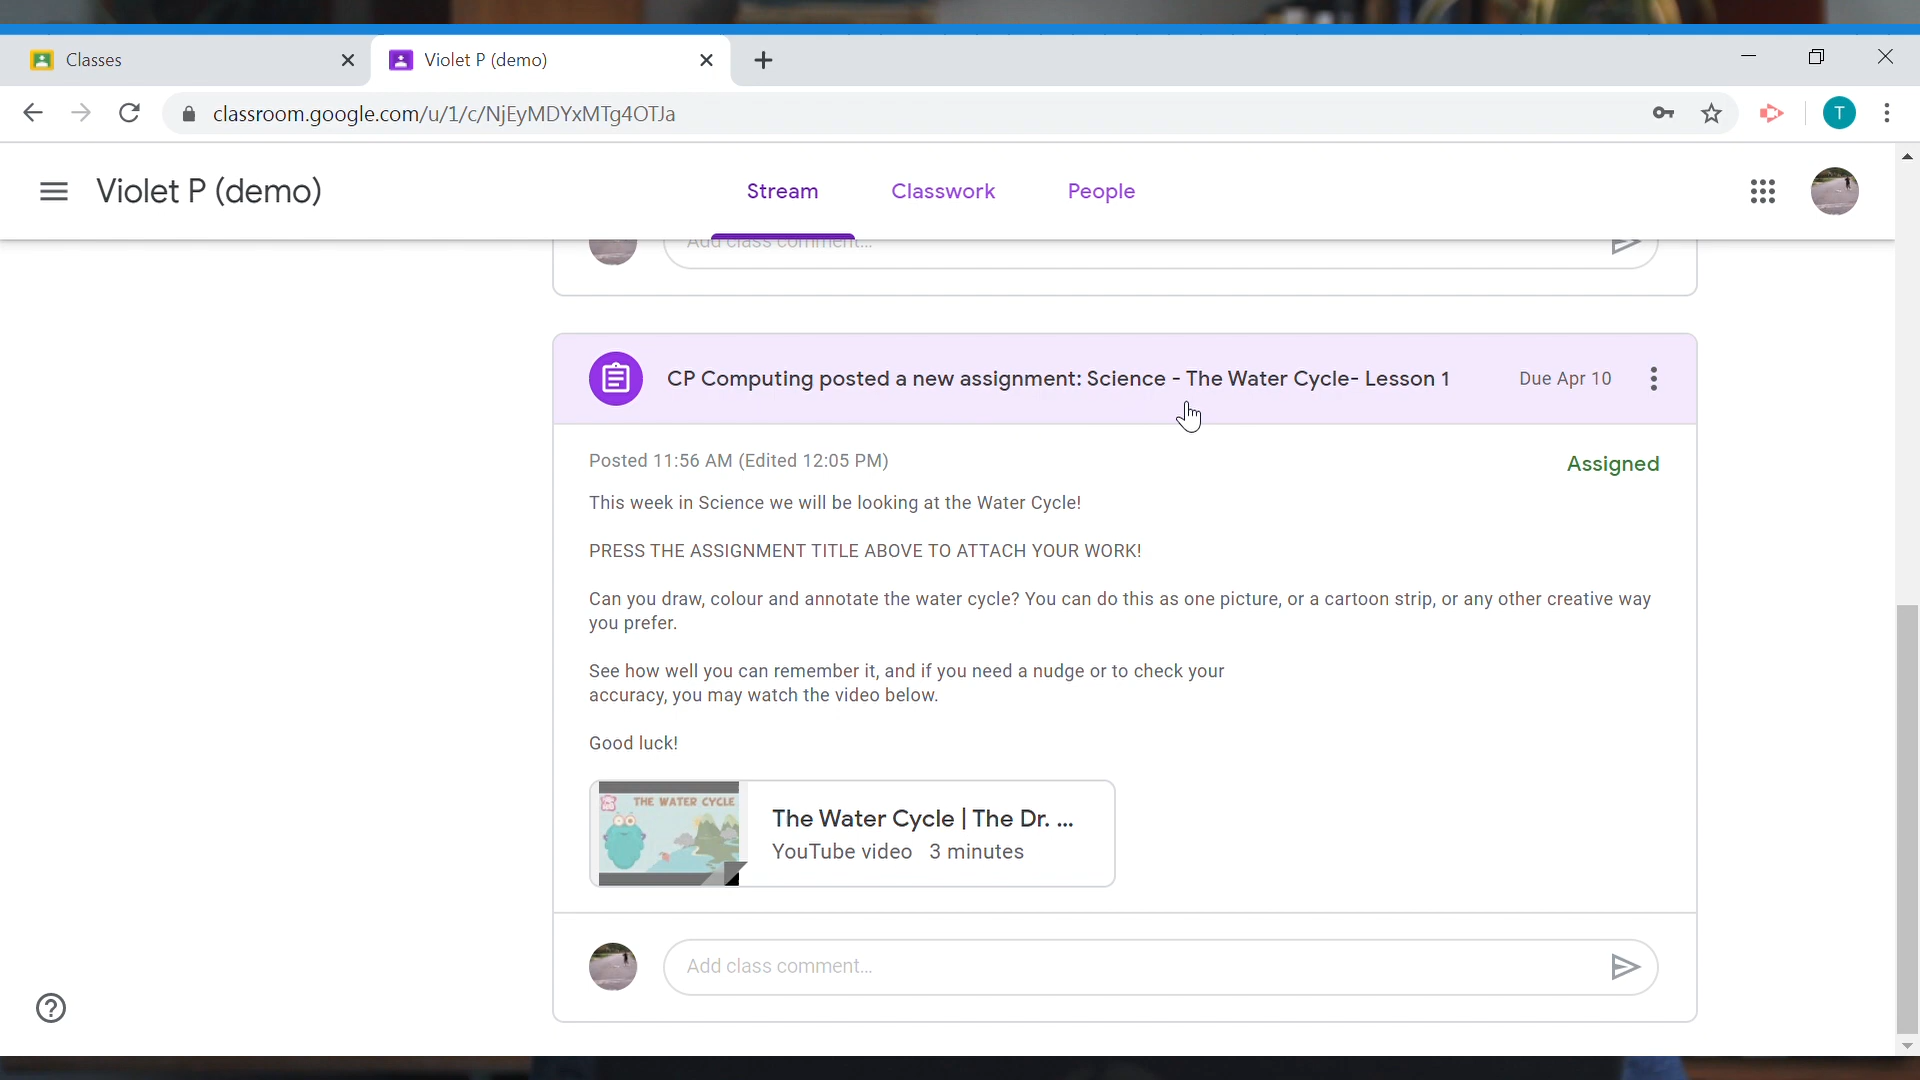 Classes
Violet P (demo)
classroom.google.com/u/1/c/NjEyMDYxMTg4OTJa
T
Violet P (demo)
Stream
Classwork
People
Add class comment...
CP Computing posted a new assignment: Science - The Water Cycle- Lesson 1
Due Apr 10
Posted 11:56 AM (Edited 12:05 PM)
Assigned
This week in Science we will be looking at the Water Cycle!
PRESS THE ASSIGNMENT TITLE ABOVE TO ATTACH YOUR WORK!
Can you draw, colour and annotate the water cycle? You can do this as one picture, or a cartoon strip, or any other creative way
you prefer.
See how well you can remember it, and if you need a nudge or to check your
accuracy, you may watch the video below.
Good luck!
THE WATER CYCLE
The Water Cycle | The Dr. ...
YouTube video 3 minutes
Add class comment...